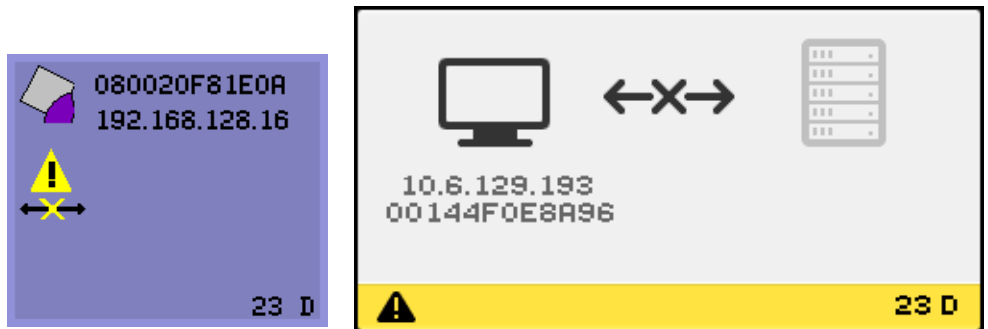 080020F81E0A
192.168.128.16
!
23 D
10.6.129.193
00144F0E8A96
!
23 D